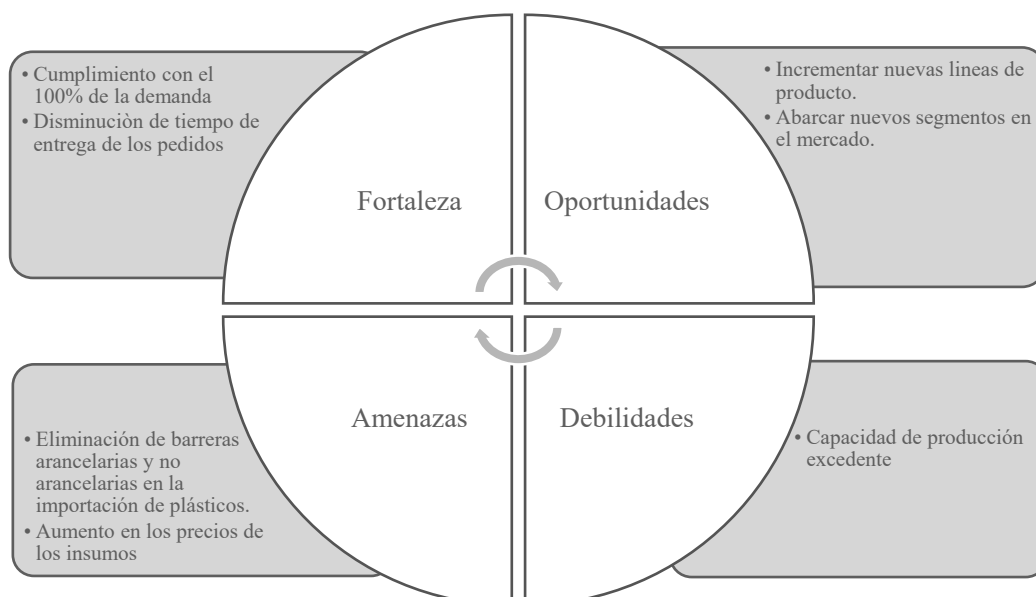 • Cumplimiento con el
100% de la demanda
• Disminuciòn de tiempo de
entrega de los pedidos
• Incrementar nuevas lineas de
producto.
• Abarcar nuevos segmentos en
el mercado.
Fortaleza
Oportunidades
Amenazas
Debilidades
• Eliminación de barreras
arancelarias y no
arancelarias en la
importación de plásticos.
• Aumento en los precios de
los insumos
• Capacidad de producción
excedente